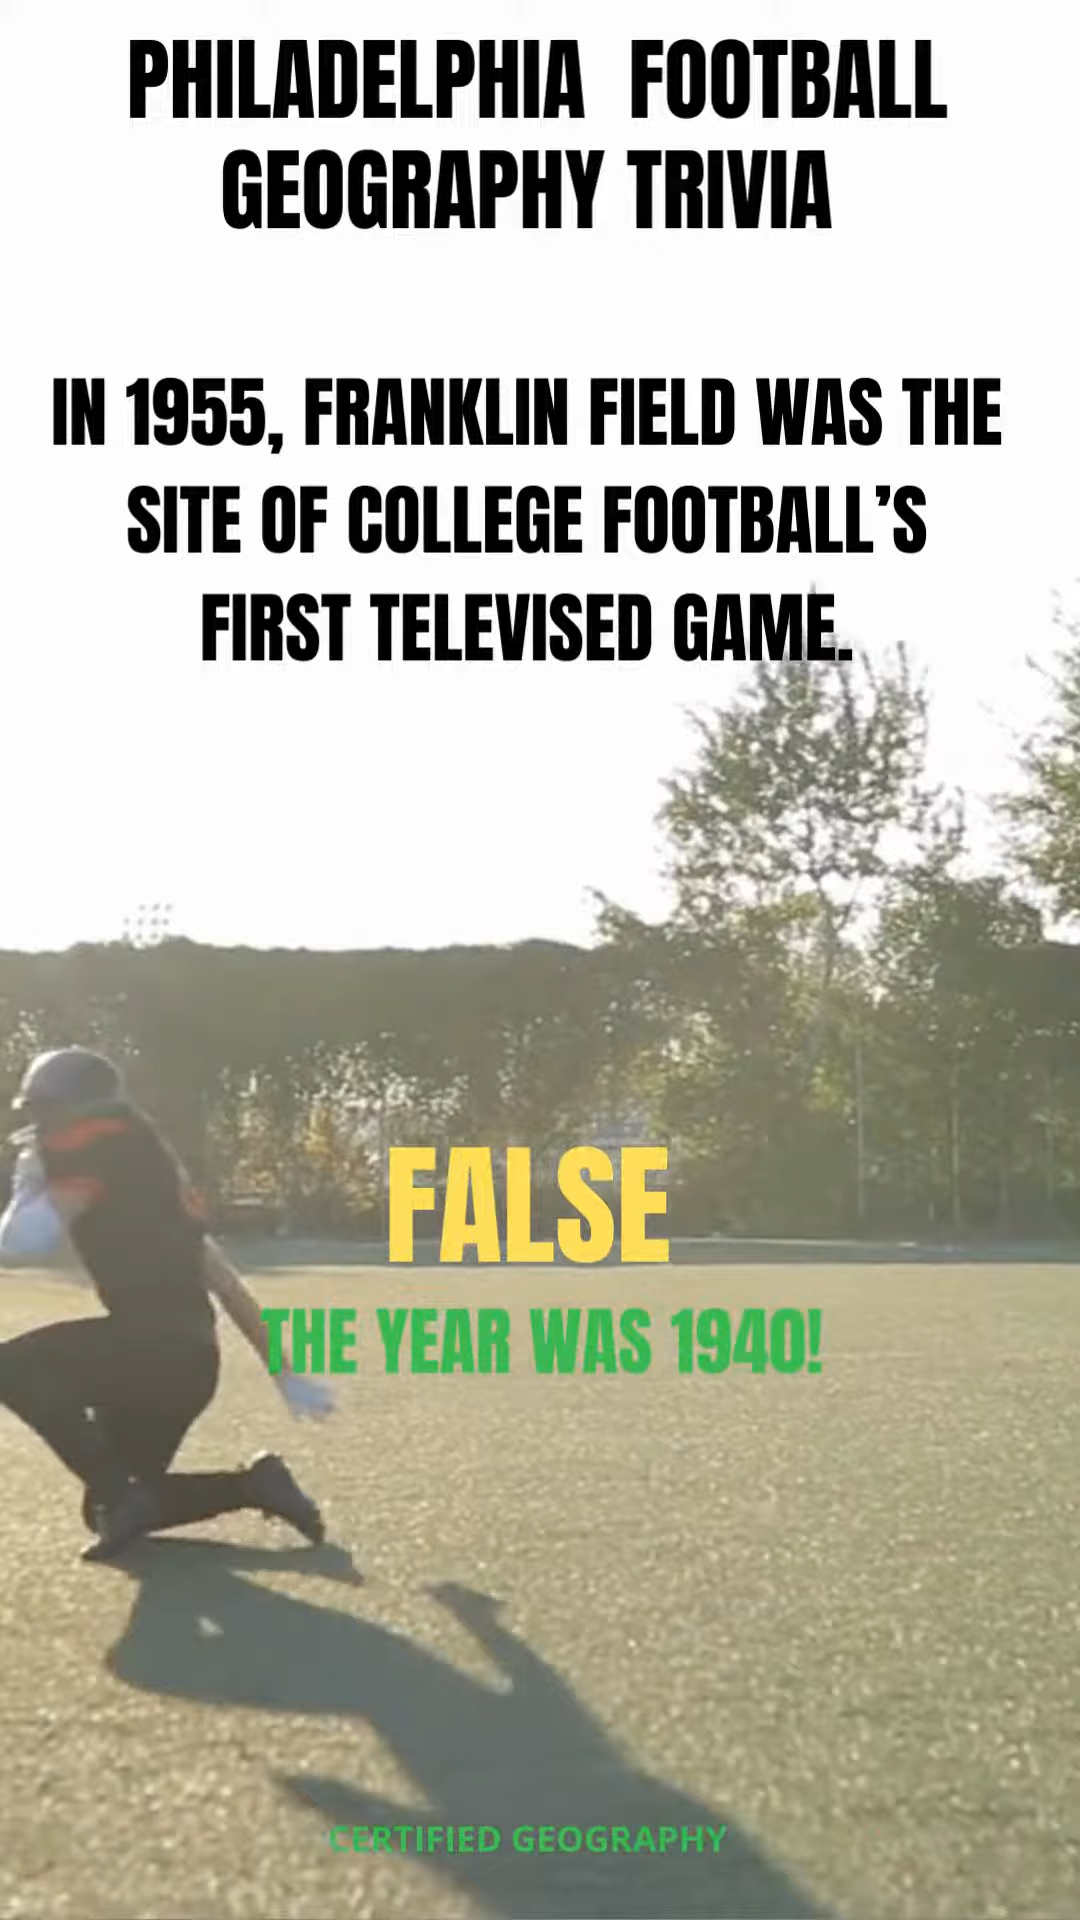 PHILADELPHIA FOOTBALL
GEOGRAPHY TRIVIA
IN 1955, FRANKLIN FIELD WAS THE
SITE OF COLLEGE FOOTBALL’S
FIRST TELEVISED GAME.
FALSE
THE YEAR WAS 1940!
CERTIFIED GEOGRAPHY